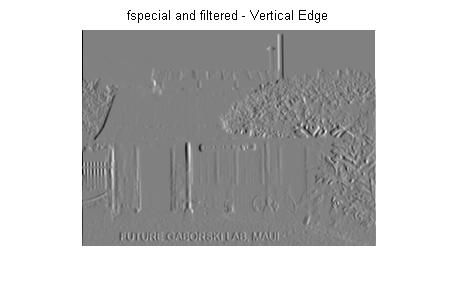 fspecial and filtered - Vertical Edge
FUTURE GABORSKI LAB, MAUI